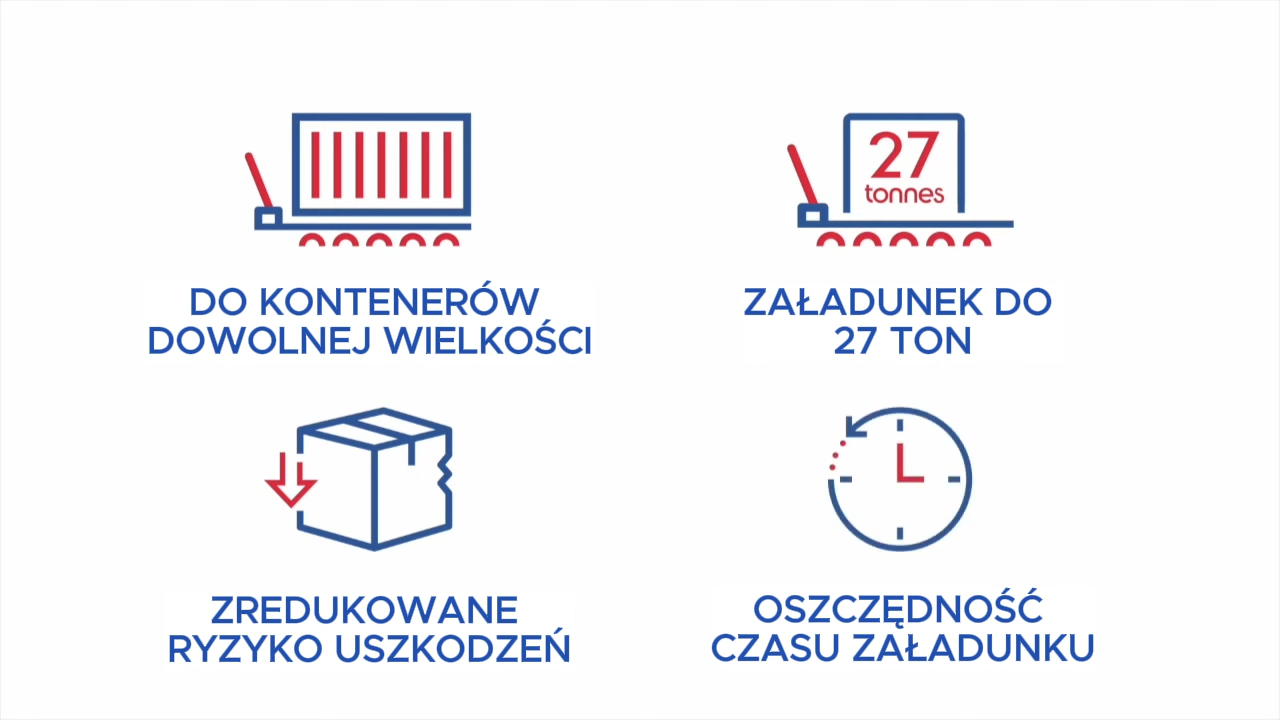 27
tonnes
DO KONTENERÓW
DOWOLNEJ WIELKOŚCI
ZAŁADUNEK DO
27 TON
ZREDUKOWANE
RYZYKO USZKODZEŃ
OSZCZĘDNOŚĆ
CZASU ZAŁADUNKU